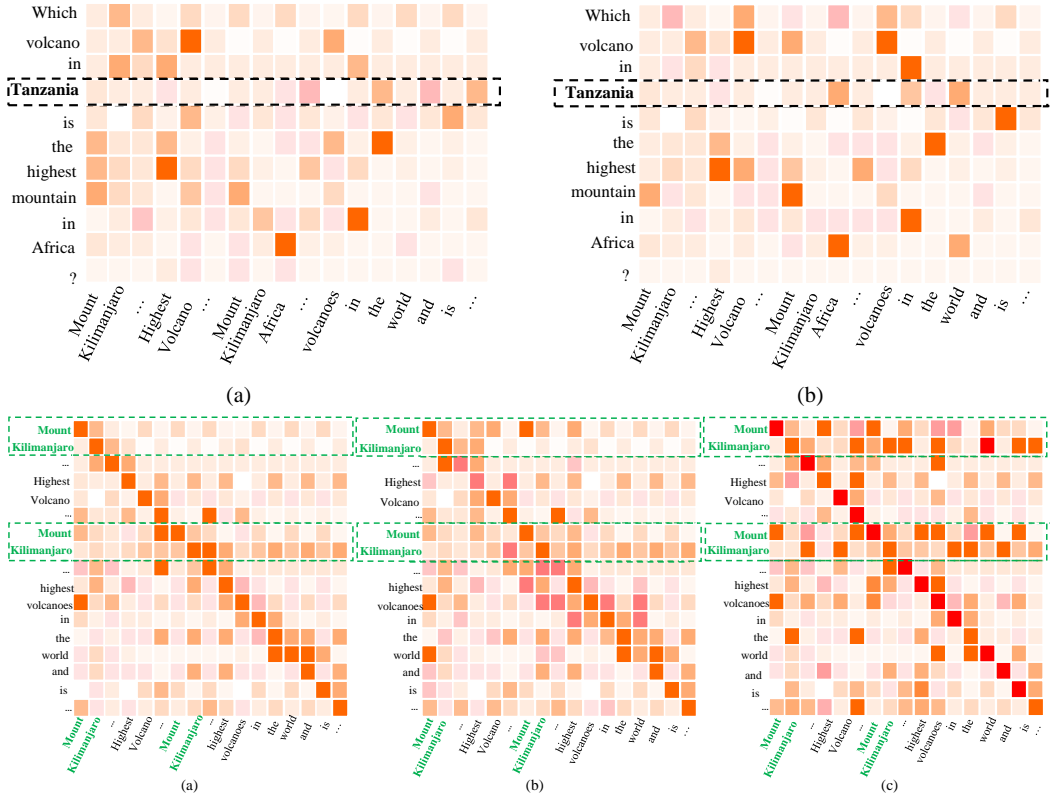 Which
volcano
in
Tanzania
is
the
highest
mountain
in
Africa
?
Mount
Kilimanjaro
...
Highest
Volcano
...
Mount
Kilimanjaro
Africa
...
volcanoes
in
the
world
and
is
...
(a)
Which
volcano
in
Tanzania
is
the
highest
mountain
in
Africa
?
Mount
Kilimanjaro
...
Highest
Volcano
...
Mount
Kilimanjaro
Africa
...
volcanoes
in
the
world
and
is
...
(b)
Mount
Kilimanjaro
...
Highest
Volcano
...
Mount
Kilimanjaro
...
highest
volcanoes
in
the
world
and
is
...
Mount
Kilimanjaro
...
Highest
Volcano
...
Mount
Kilimanjaro
...
highest
volcanoes
in
the
world
and
is
...
(a)
Mount
Kilimanjaro
...
Highest
Volcano
...
Mount
Kilimanjaro
...
highest
volcanoes
in
the
world
and
is
...
Mount
Kilimanjaro
...
Highest
Volcano
...
Mount
Kilimanjaro
...
highest
volcanoes
in
the
world
and
is
...
(b)
Mount
Kilimanjaro
...
Highest
Volcano
...
Mount
Kilimanjaro
...
highest
volcanoes
in
the
world
and
is
...
Mount
Kilimanjaro
...
Highest
Volcano
...
Mount
Kilimanjaro
...
highest
volcanoes
in
the
world
and
is
...
(c)